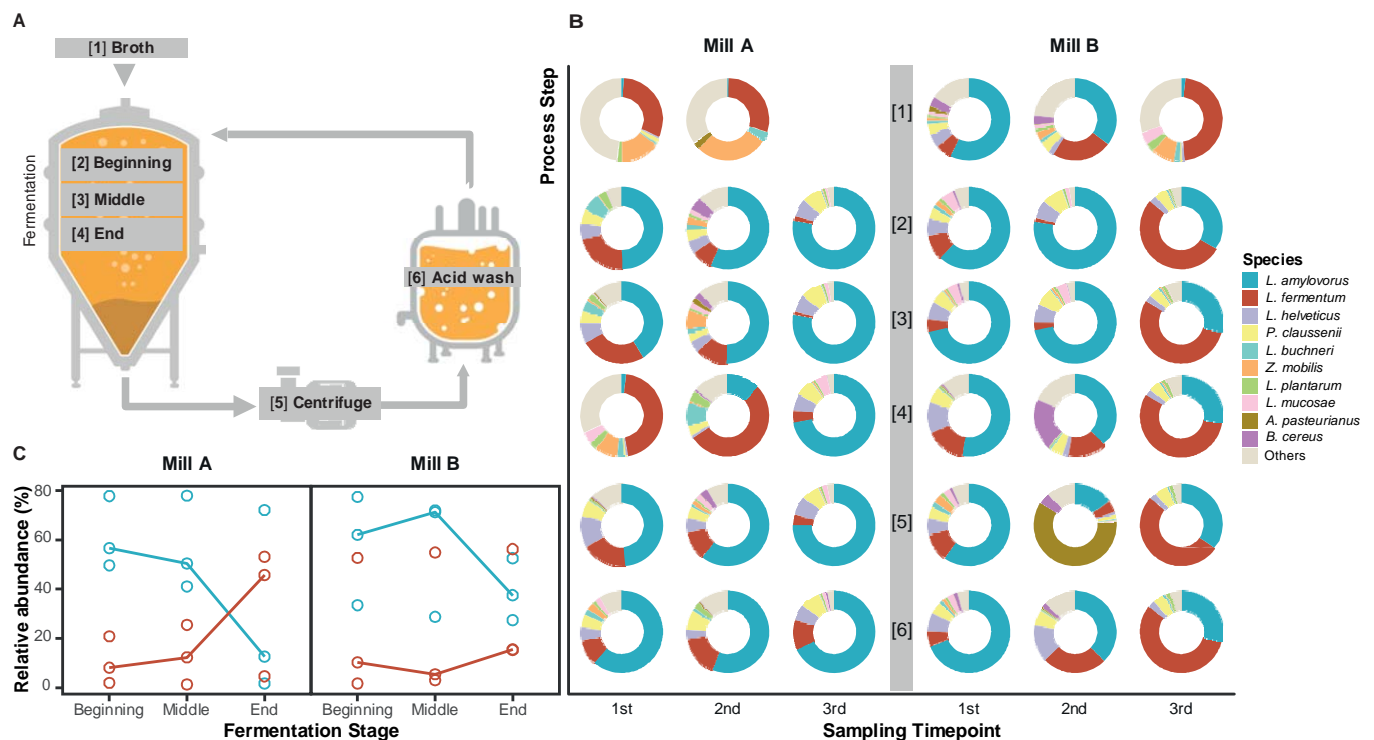 A
[1] Broth
Fermentation
[2] Beginning
[3] Middle
[4] End
[6] Acid wash
[5] Centrifuge
B
Mill A
Mill B
Process Step
[1]
[2]
[3]
[4]
[5]
[6]
1st
2nd
3rd
1st
2nd
3rd
Sampling Timepoint
Species
L. amylovorus
L. fermentum
L. helveticus
P. claussenii
L. buchneri
Z. mobilis
L. plantarum
L. mucosae
A. pasteurianus
B. cereus
Others
C
Mill A
Mill B
Relative abundance (%)
80
60
40
20
0
Beginning
Middle
End
Beginning
Middle
End
Fermentation Stage